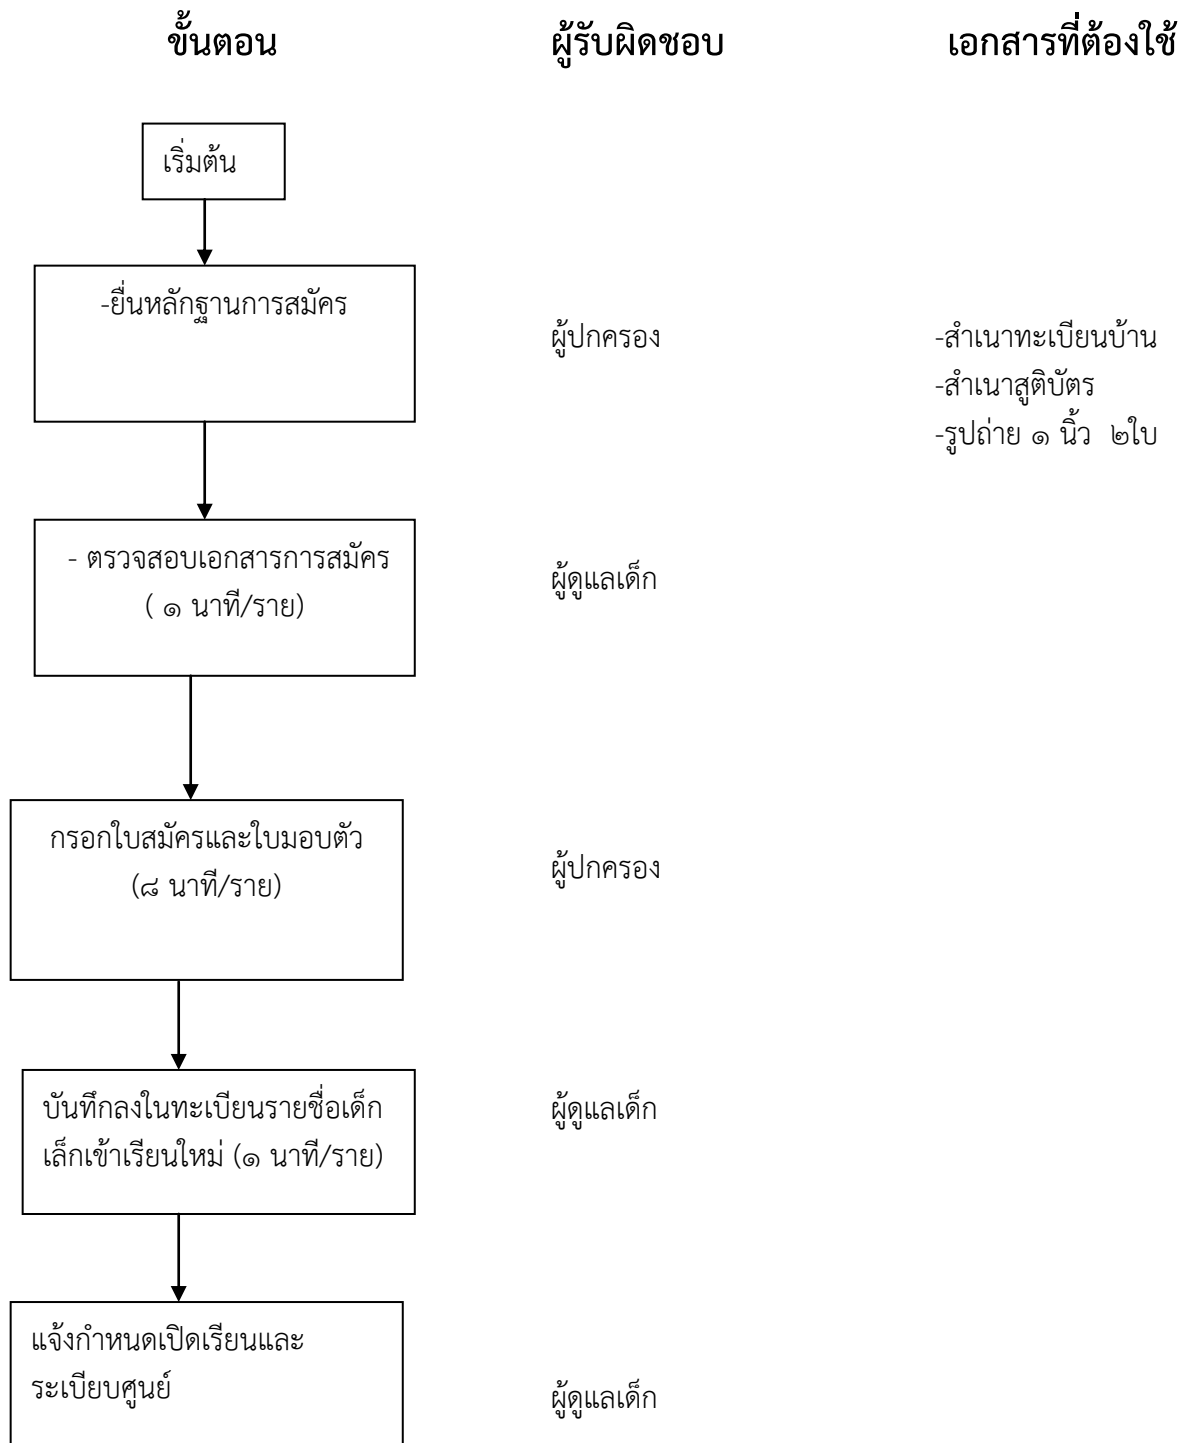 ขั้นตอน ผู้รับผิดชอบ เอกสารที่ต้องใช้
เริ่มต้น
-ยื่นหลักฐานการสมัคร
ผู้ปกครอง -สำเนาทะเบียนบ้าน
-สำเนาสูติบัตร
-รูปถ่าย ๑ นิ้ว ๒ใบ
- ตรวจสอบเอกสารการสมัคร
( ๑ นาที/ราย)
ผู้ดูแลเด็ก
กรอกใบสมัครและใบมอบตัว
(๘ นาที/ราย)
ผู้ปกครอง
บันทึกลงในทะเบียนรายชื่อเด็ก
เล็กเข้าเรียนใหม่ (๑ นาที/ราย)
ผู้ดูแลเด็ก
แจ้งกำหนดเปิดเรียนและ
ระเบียบศูนย์
ผู้ดูแลเด็ก